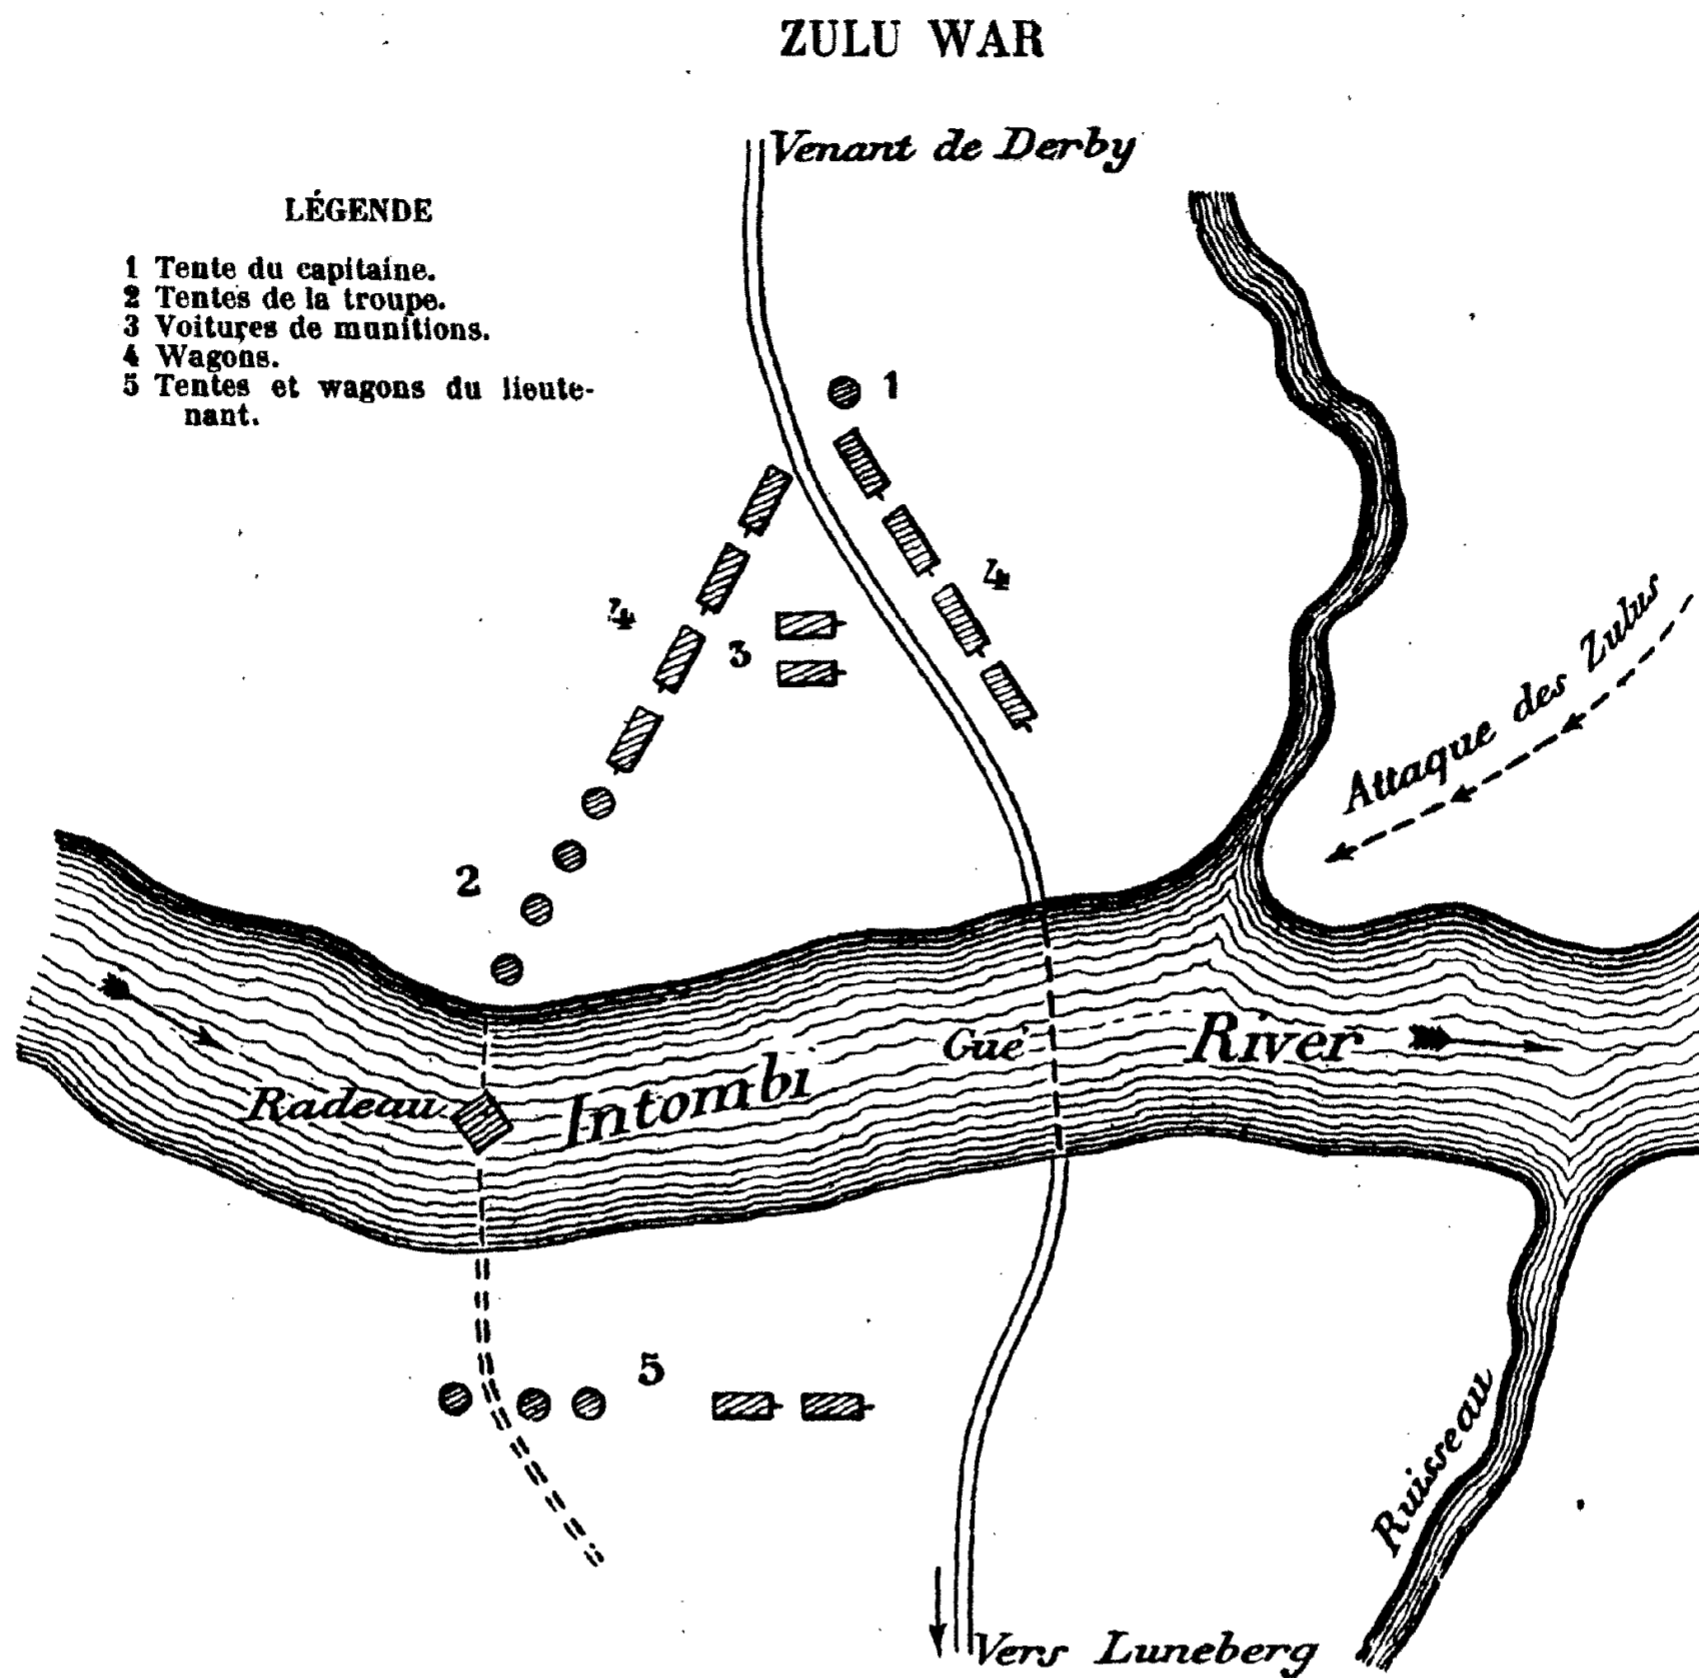 ZULU WAR
Venant de Derby
LÉGENDE
1 Tente du capitaine.
2 Tentes de la troupe.
3 Voitures de munitions.
4 Wagons.
5 Tentes et wagons du lieute-
nant.
1
4
4
3
Attaque des Zulus
2
Gué
River
Radeau
Intombi
5
Ruisseau
Vers Luneberg